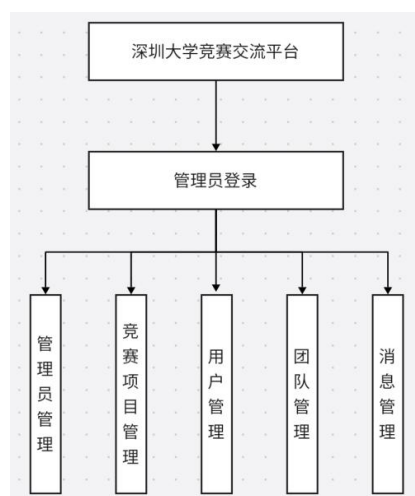 深圳大学竞赛交流平台
管理员登录
管理员管理
竞赛项目管理
用户管理
团队管理
消息管理